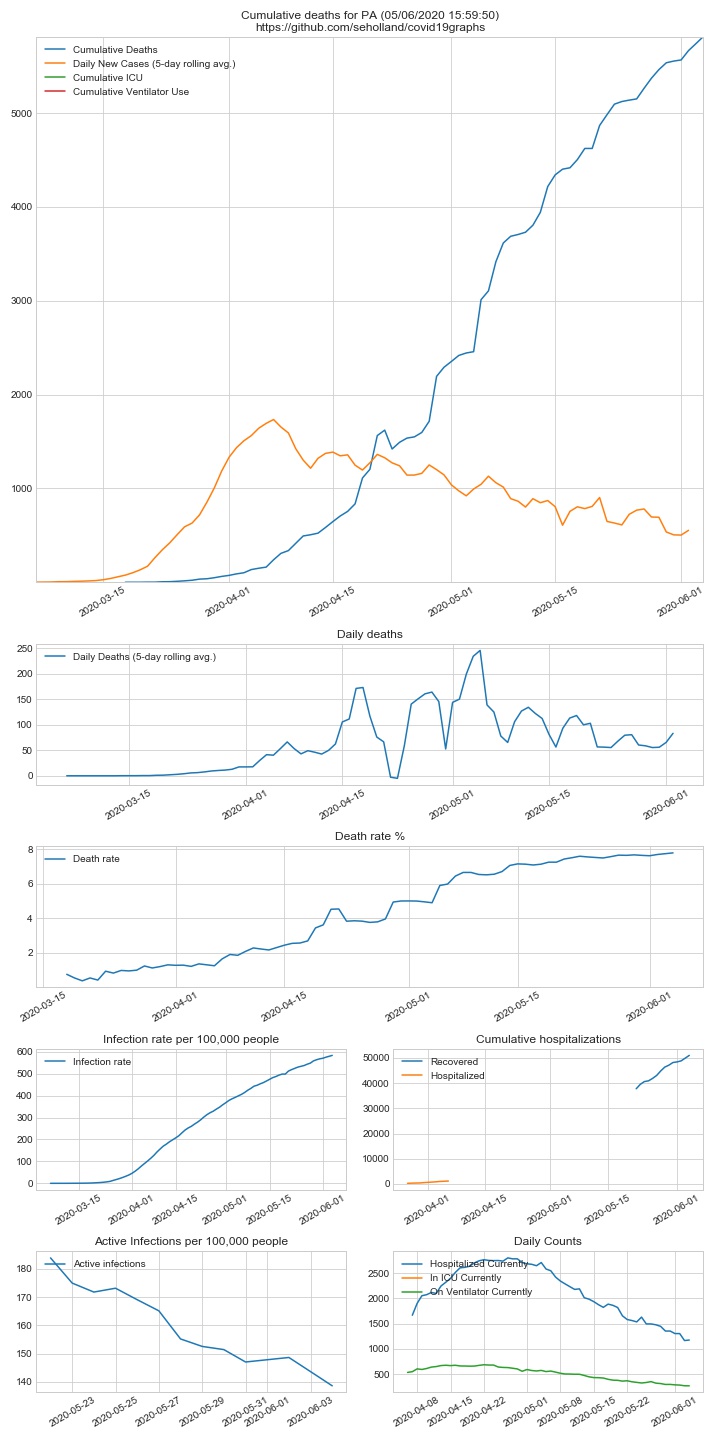 Cumulative deaths for PA (05/06/2020 15:59:50)
https://github.com/seholland/covid19graphs
Cumulative Deaths
Daily New Cases (5-day rolling avg.)
Cumulative ICU
Cumulative Ventilator Use
5000
4000
3000
2000
1000
2020-03-15 2020-04-01 2020-04-15 2020-05-01 2020-05-15 2020-06-01
Daily deaths
Daily Deaths (5-day rolling avg.)
250
200
150
100
50
0
2020-03-15 2020-04-01 2020-04-15 2020-05-01 2020-05-15 2020-06-01
Death rate %
Death rate
8
6
4
2
2020-03-15 2020-04-01 2020-04-15 2020-05-01 2020-05-15 2020-06-01
Infection rate per 100,000 people
Infection rate
600
500
400
300
200
100
0
2020-03-15 2020-04-01 2020-04-15 2020-05-01 2020-05-15 2020-06-01
Cumulative hospitalizations
Recovered
Hospitalized
50000
40000
30000
20000
10000
0
2020-04-01 2020-04-15 2020-05-01 2020-05-15 2020-06-01
Active Infections per 100,000 people
Active infections
180
170
160
150
140
2020-05-23 2020-05-25 2020-05-27 2020-05-29 2020-05-31 2020-06-01 2020-06-03
Daily Counts
Hospitalized Currently
In ICU Currently
On Ventilator Currently
2500
2000
1500
1000
500
2020-04-08 2020-04-15 2020-04-22 2020-05-01 2020-05-08 2020-05-15 2020-05-22 2020-06-01